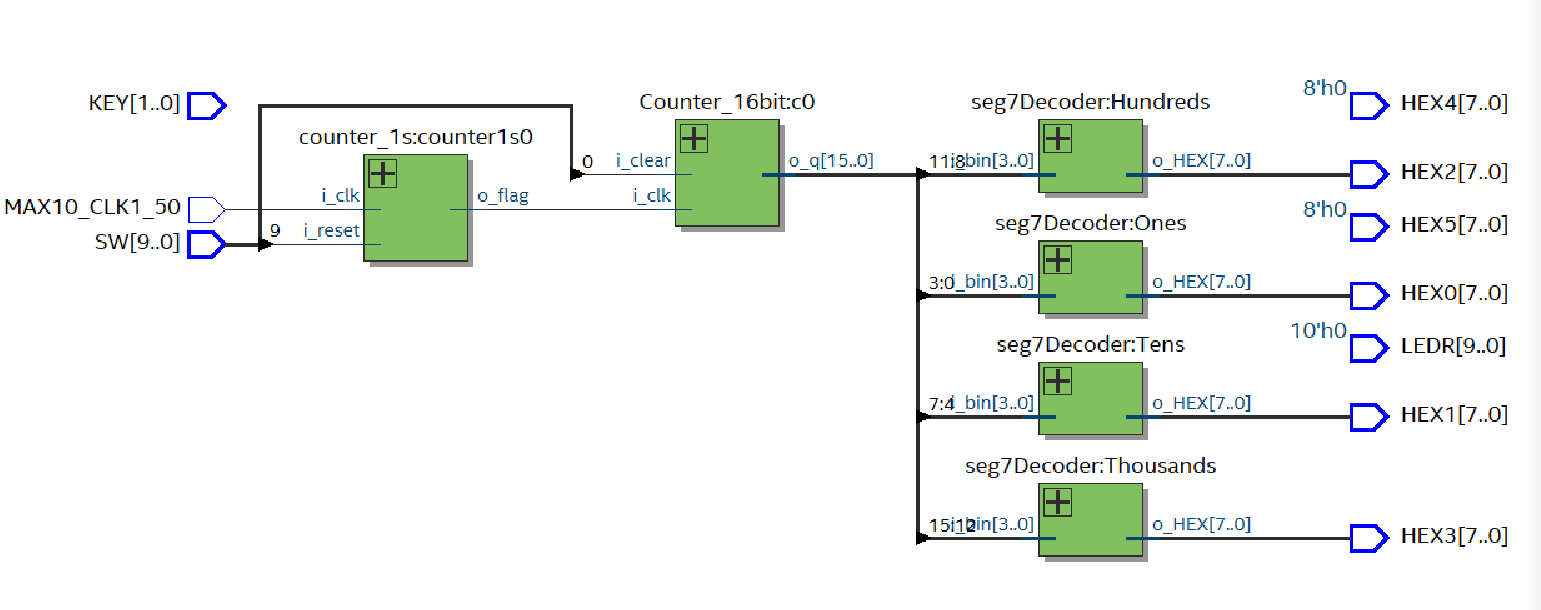 KEY[1..0]
MAX10_CLK1_50
SW[9..0]
counter_1s:counter1s0
i_clk
9 i_reset
o_flag
Counter_16bit:c0
0 i_clear
i_clk
o_q[15..0]
seg7Decoder:Hundreds
11:8 i_bin[3..0]
o_HEX[7..0]
seg7Decoder:Ones
3:0 i_bin[3..0]
o_HEX[7..0]
seg7Decoder:Tens
7:4 i_bin[3..0]
o_HEX[7..0]
seg7Decoder:Thousands
15:12 i_bin[3..0]
o_HEX[7..0]
8'h0 HEX4[7..0]
HEX2[7..0]
8'h0 HEX5[7..0]
HEX0[7..0]
10'h0 LEDR[9..0]
HEX1[7..0]
HEX3[7..0]